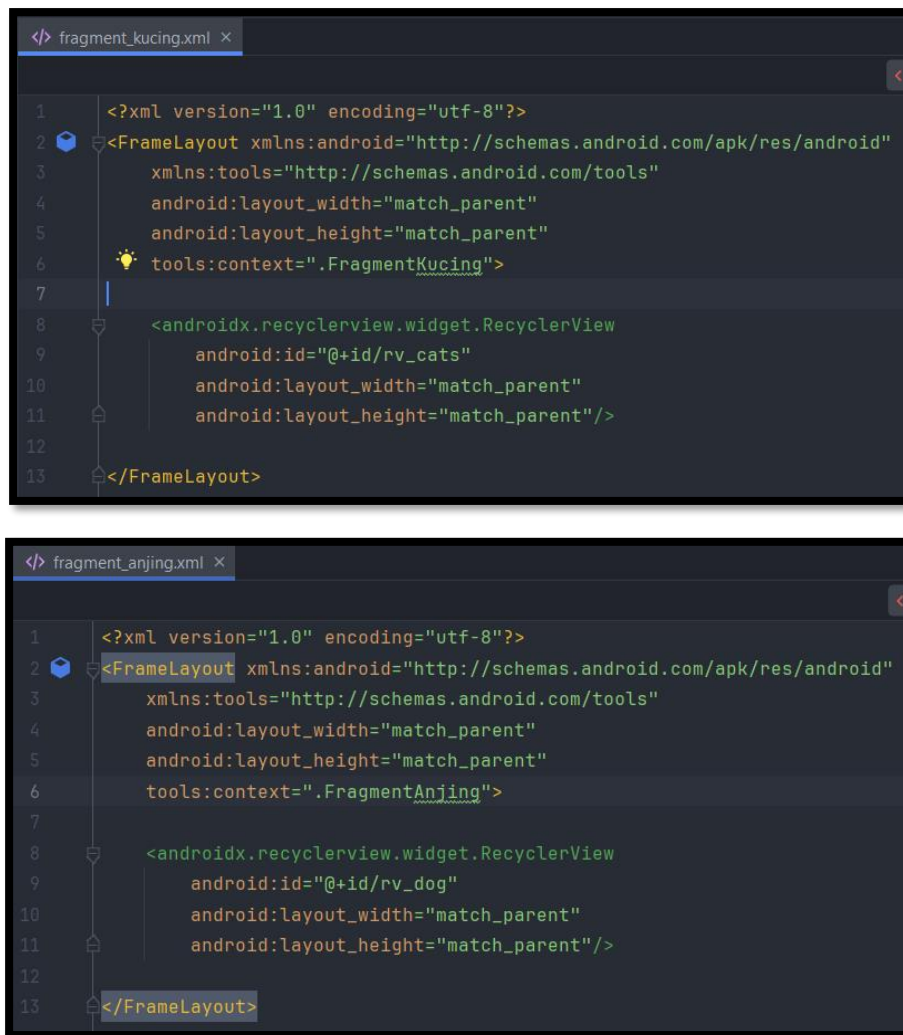 fragment_kucing.xml
1 <?xml version="1.0" encoding="utf-8"?>
2 <FrameLayout xmlns:android="http://schemas.android.com/apk/res/android"
3 xmlns:tools="http://schemas.android.com/tools"
4 android:layout_width="match_parent"
5 android:layout_height="match_parent"
6 tools:context=".FragmentKucing">
7
8 <androidx.recyclerview.widget.RecyclerView
9 android:id="@+id/rv_cats"
10 android:layout_width="match_parent"
11 android:layout_height="match_parent"/>
12
13 </FrameLayout>
fragment_anjing.xml
1 <?xml version="1.0" encoding="utf-8"?>
2 <FrameLayout xmlns:android="http://schemas.android.com/apk/res/android"
3 xmlns:tools="http://schemas.android.com/tools"
4 android:layout_width="match_parent"
5 android:layout_height="match_parent"
6 tools:context=".FragmentAnjing">
7
8 <androidx.recyclerview.widget.RecyclerView
9 android:id="@+id/rv_dog"
10 android:layout_width="match_parent"
11 android:layout_height="match_parent"/>
12
13 </FrameLayout>